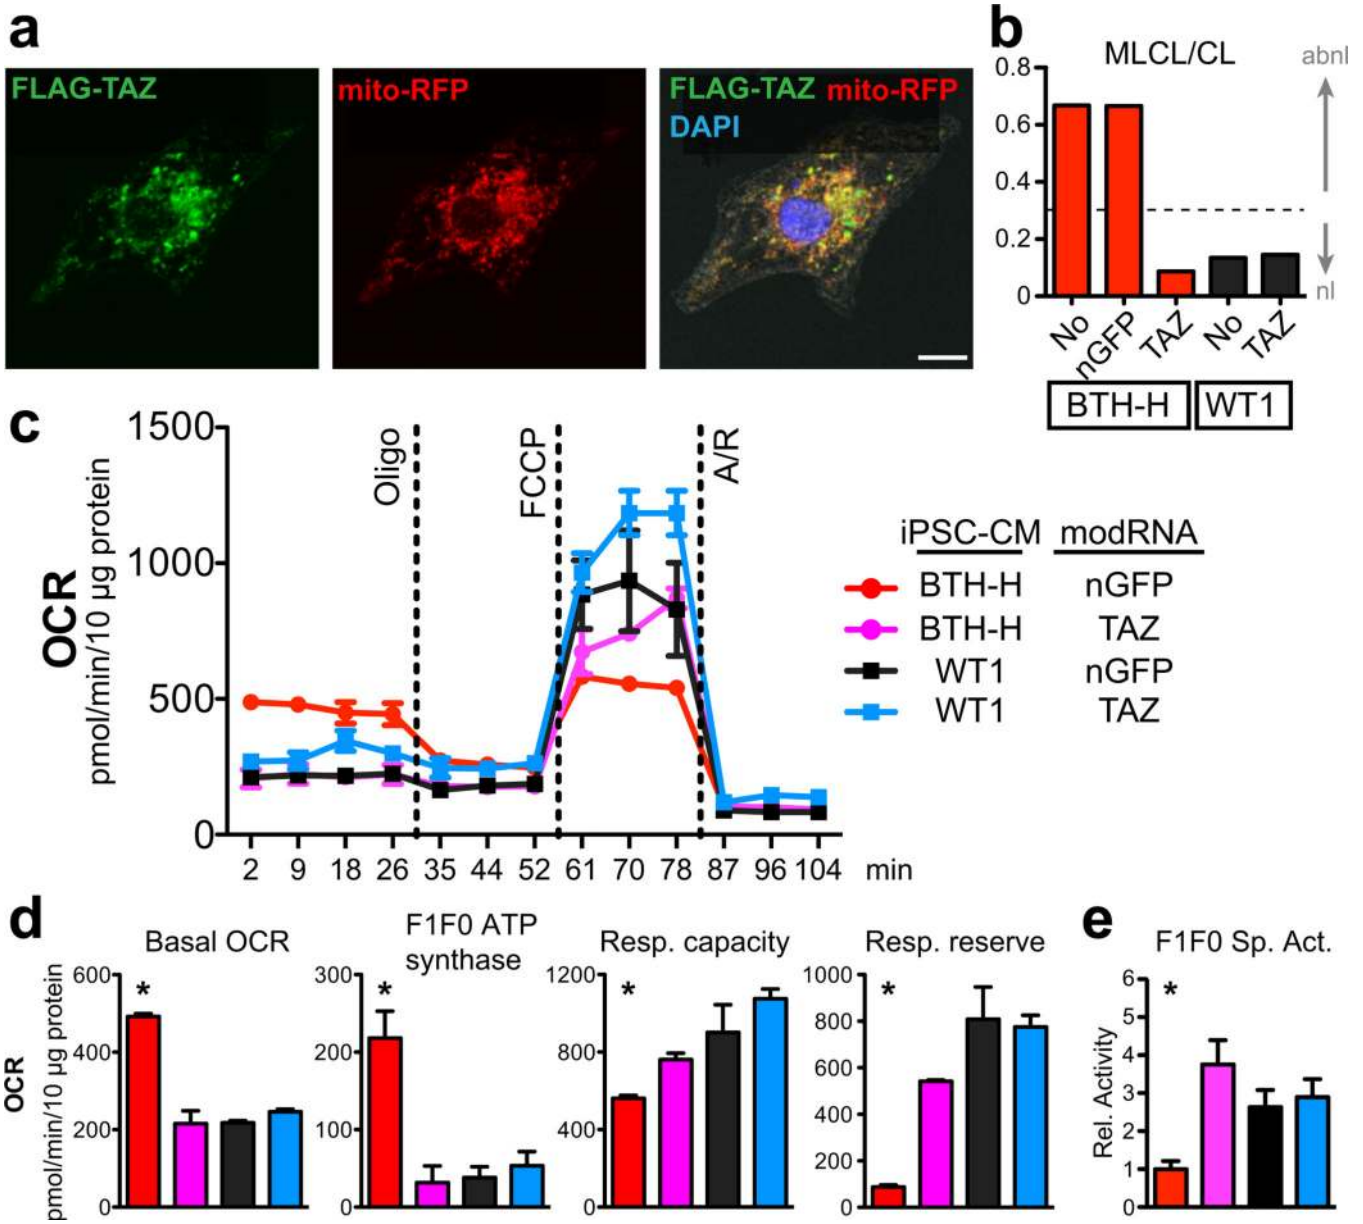 a
FLAG-TAZ
mito-RFP
FLAG-TAZ mito-RFP
DAPI
b
MLCL/CL
abnl
nl
0.8
0.6
0.4
0.2
0
No
nGFP
TAZ
No
TAZ
BTH-H
WT1
c
OCR
pmol/min/10 µg protein
1500
1000
500
0
Oligo
FCCP
A/R
2 9 18 26 35 44 52 61 70 78 87 96 104 min
iPSC-CM modRNA
BTH-H nGFP
BTH-H TAZ
WT1 nGFP
WT1 TAZ
d
OCR
pmol/min/10 µg protein
Basal OCR
600
400
200
0
*
F1F0 ATP
synthase
300
200
100
0
*
Resp. capacity
1200
800
400
0
*
Resp. reserve
1000
800
600
400
200
0
*
e
F1F0 Sp. Act.
Rel. Activity
6
5
4
3
2
1
0
*